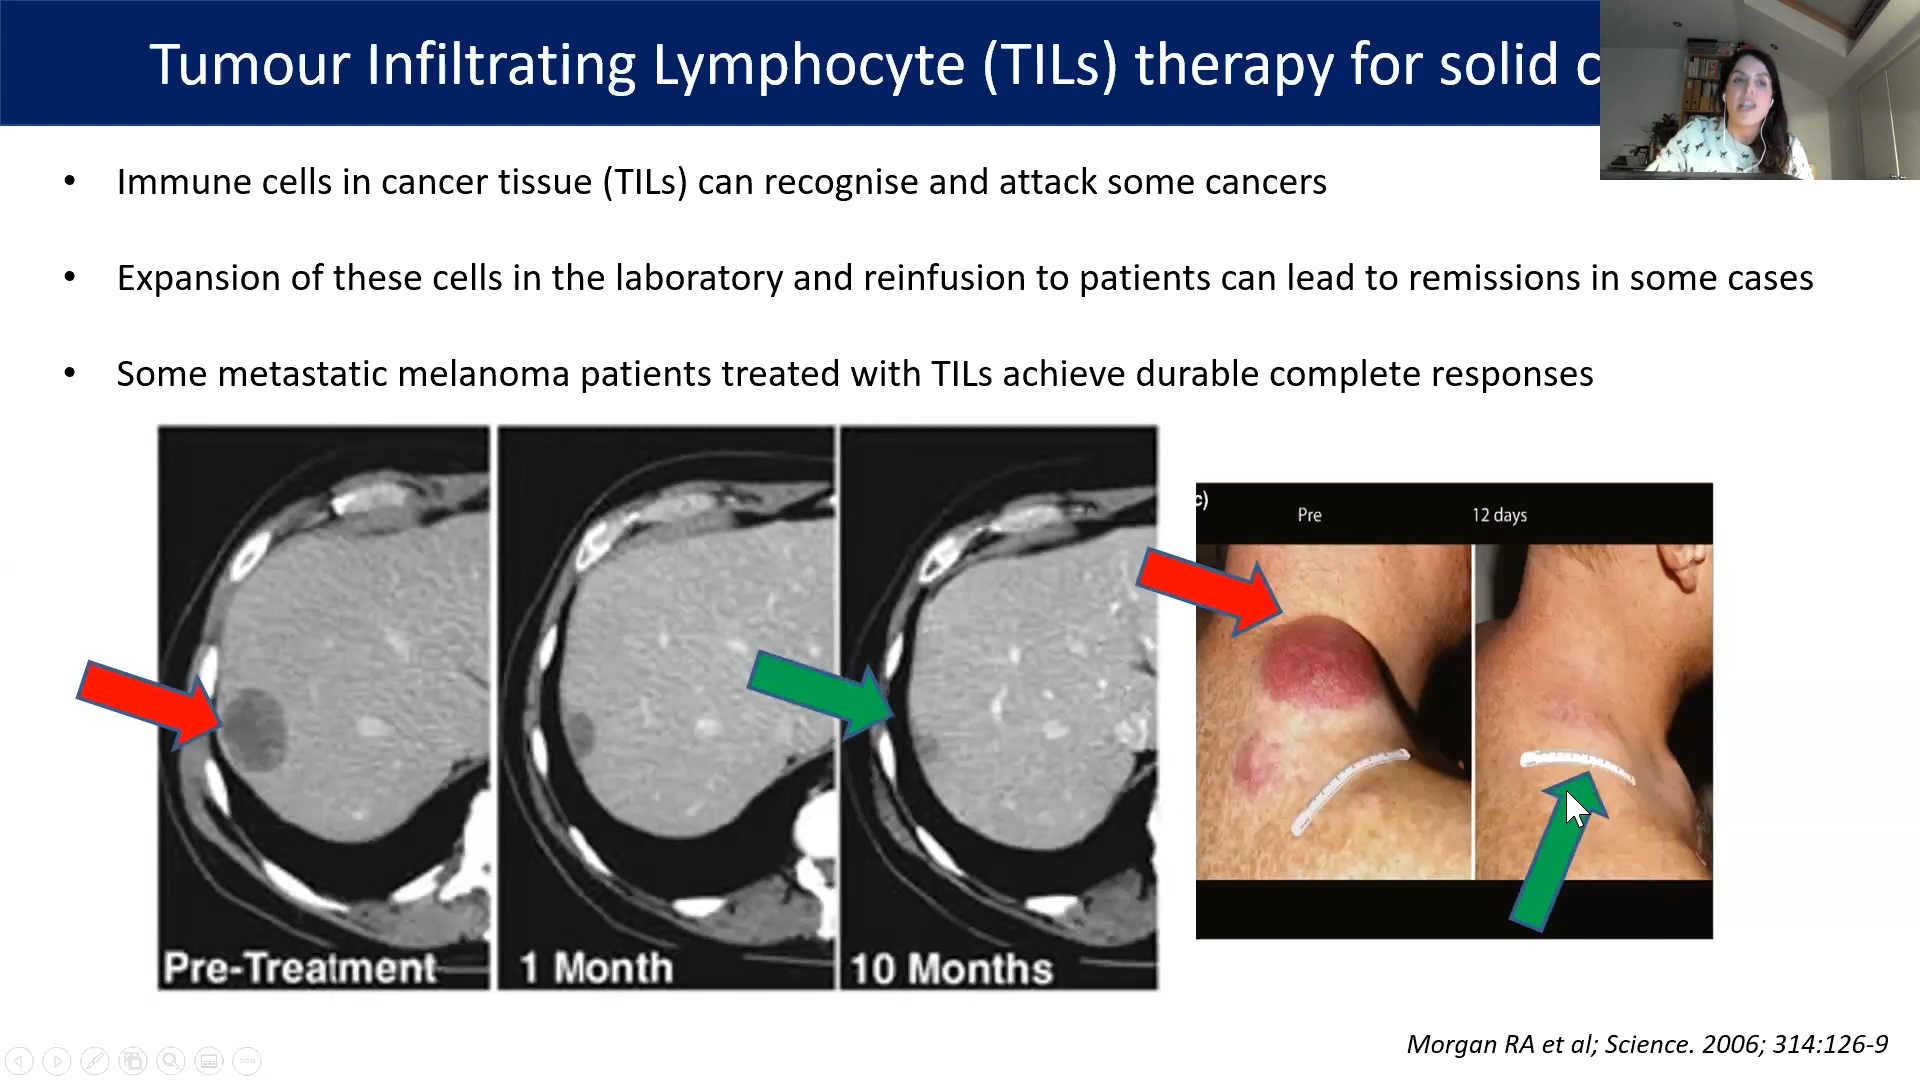 Tumour Infiltrating Lymphocyte (TILs) therapy for solid c
• Immune cells in cancer tissue (TILs) can recognise and attack some cancers
• Expansion of these cells in the laboratory and reinfusion to patients can lead to remissions in some cases
• Some metastatic melanoma patients treated with TILs achieve durable complete responses
c)
Pre
12 days
Pre-Treatment
1 Month
10 Months
Morgan RA et al; Science. 2006; 314:126-9